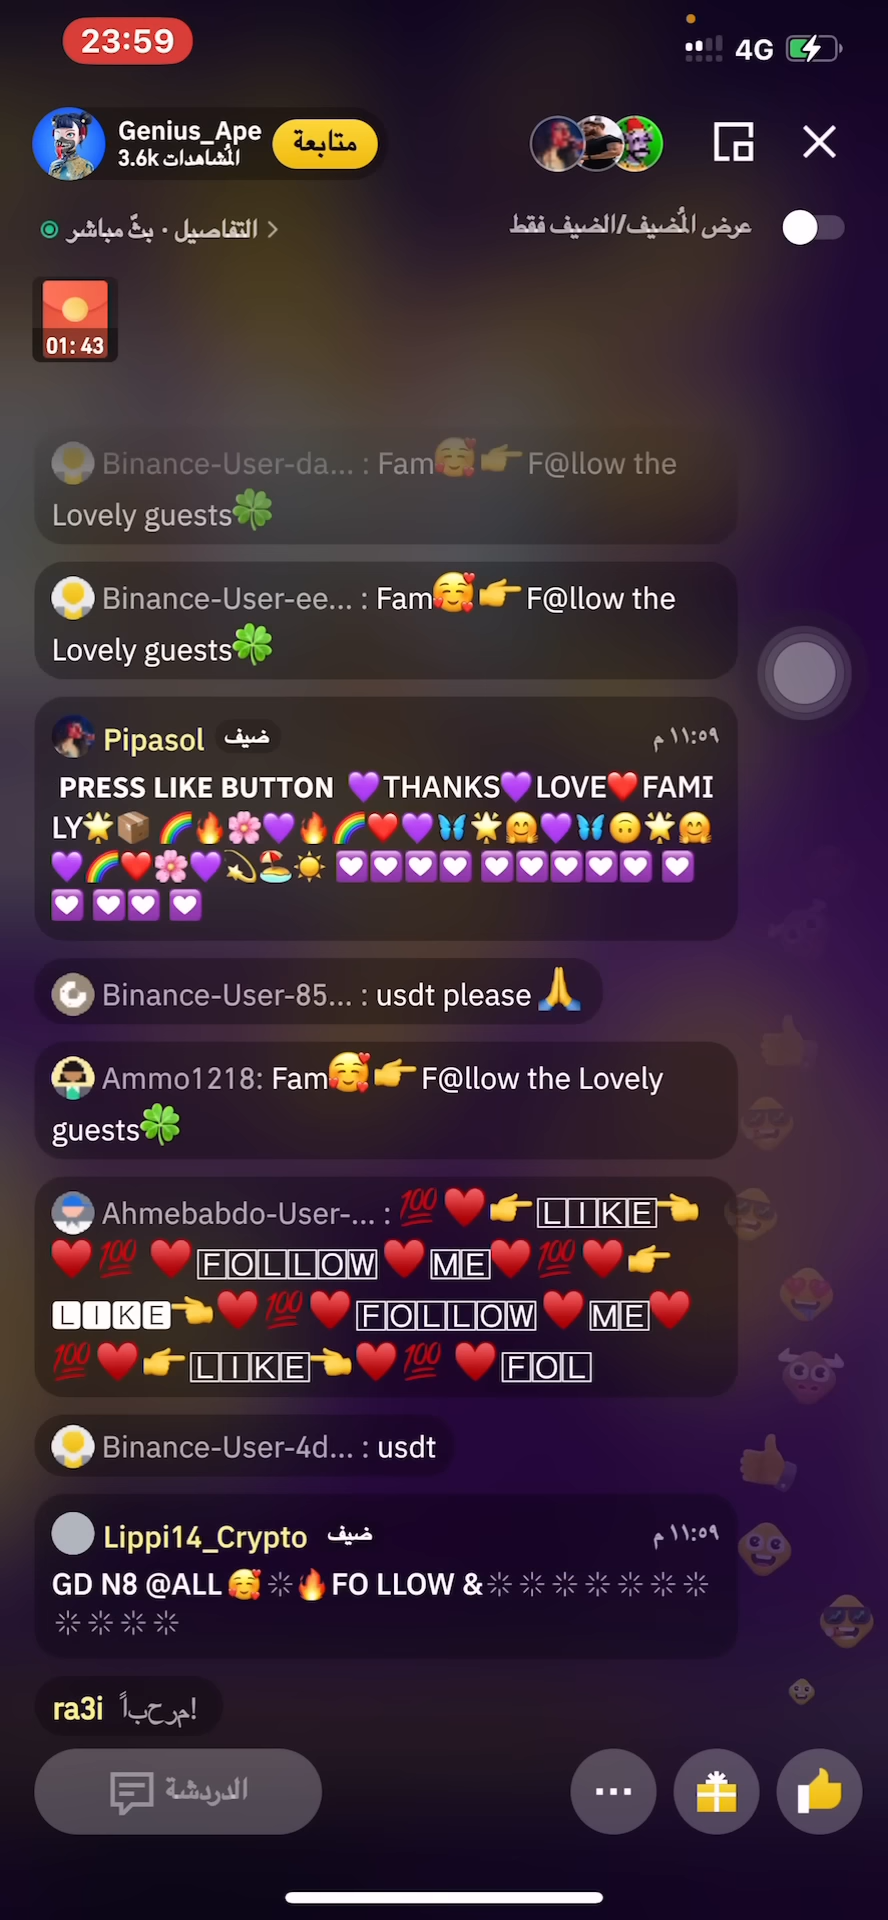 23:59
4G
Genius_Ape
3.6k المُشاهدات
متابعة
التفاصيل · بثّ مباشر
عرض المُضيف/الضيف فقط
01:43
Binance-User-da... : Fam🥰👉F@llow the
Lovely guests🍀
Binance-User-ee... : Fam🥰👉F@llow the
Lovely guests🍀
Pipasol ضيف ١١:٥٩ م
PRESS LIKE BUTTON 💜THANKS💜LOVE❤️FAMI
LY🌟📦 🌈🔥🌸💜🔥🌈❤️💜🦋🌟🤗💜🦋🙃🌟🤗
💜🌈❤️🌸💜💫🏖️☀️ 💟💟💟💟 💟💟💟💟💟 💟
💟 💟💟 💟
Binance-User-85... : usdt please🙏
Ammo1218: Fam🥰👉F@llow the Lovely
guests🍀
Ahmebabdo-User-... : 💯♥️👉🄻🄸🄺🄴👈
♥️💯 ♥️🄵🄾🄻🄻🄾🅆♥️🄼🄴♥️💯♥️👉
🅻🅸🅺🅴👈♥️💯♥️🄵🄾🄻🄻🄾🅆♥️🄼🄴♥️
💯♥️👉🄻🄸🄺🄴👈♥️💯 ♥️🄵🄾🄻
Binance-User-4d... : usdt
Lippi14_Crypto ضيف ١١:٥٩ م
GD N8 @ALL🥰҉🔥FO LLOW &҉ ҉ ҉ ҉ ҉ ҉ ҉
҉ ҉ ҉ ҉
ra3i مرحباً!
الدردشة